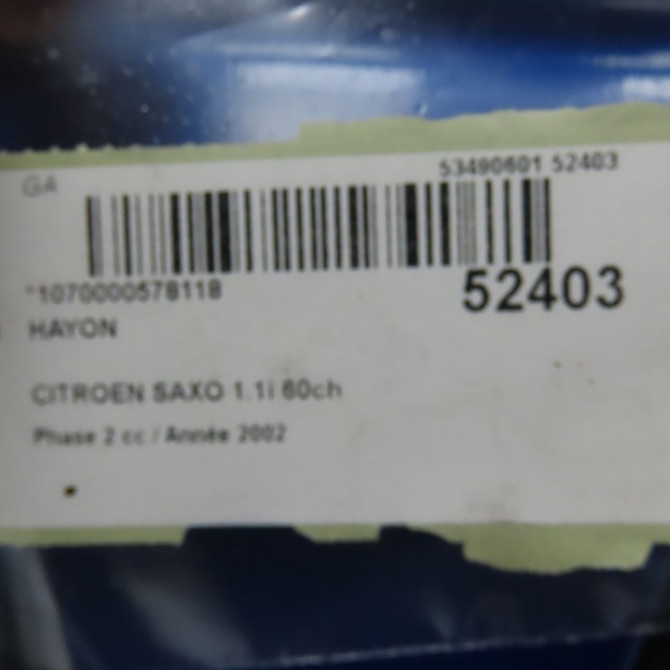 53490601 52403
GA
*1070000578118
52403
HAYON
CITROEN SAXO 1.1i 60ch
Phase 2 cc / Année 2002